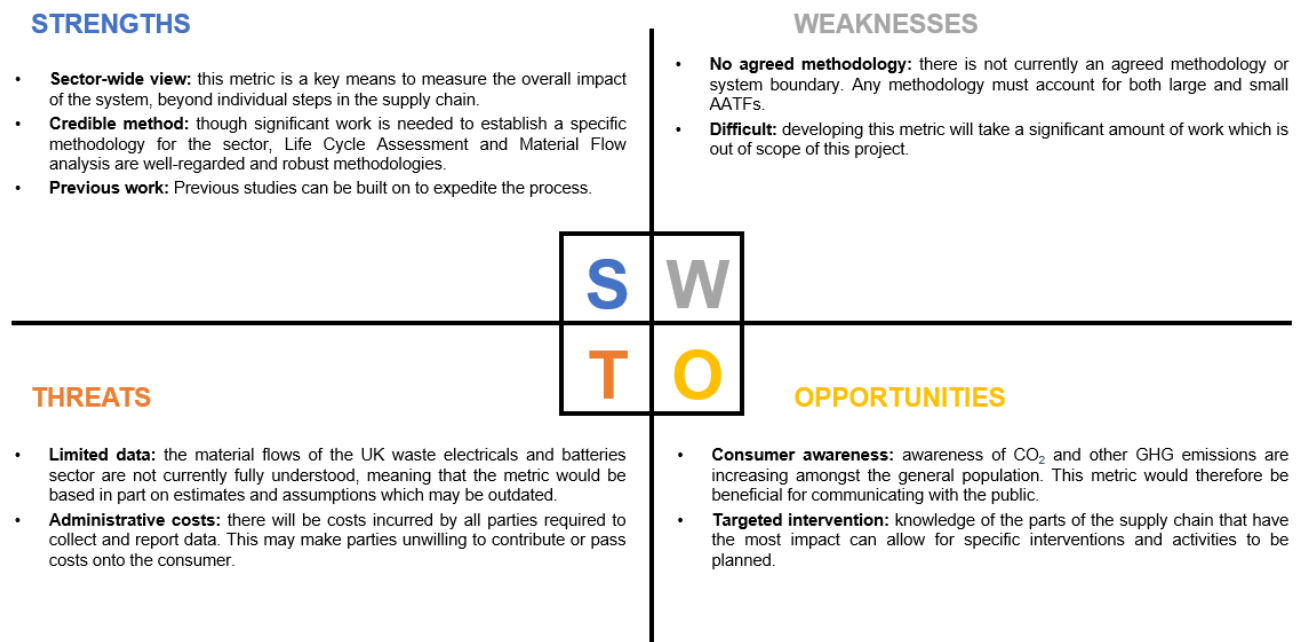 STRENGTHS
• Sector-wide view: this metric is a key means to measure the overall impact
of the system, beyond individual steps in the supply chain.
• Credible method: though significant work is needed to establish a specific
methodology for the sector, Life Cycle Assessment and Material Flow
analysis are well-regarded and robust methodologies.
• Previous work: Previous studies can be built on to expedite the process.
WEAKNESSES
• No agreed methodology: there is not currently an agreed methodology or
system boundary. Any methodology must account for both large and small
AATFs.
• Difficult: developing this metric will take a significant amount of work which is
out of scope of this project.
S W
T O
THREATS
• Limited data: the material flows of the UK waste electricals and batteries
sector are not currently fully understood, meaning that the metric would be
based in part on estimates and assumptions which may be outdated.
• Administrative costs: there will be costs incurred by all parties required to
collect and report data. This may make parties unwilling to contribute or pass
costs onto the consumer.
OPPORTUNITIES
• Consumer awareness: awareness of CO₂ and other GHG emissions are
increasing amongst the general population. This metric would therefore be
beneficial for communicating with the public.
• Targeted intervention: knowledge of the parts of the supply chain that have
the most impact can allow for specific interventions and activities to be
planned.